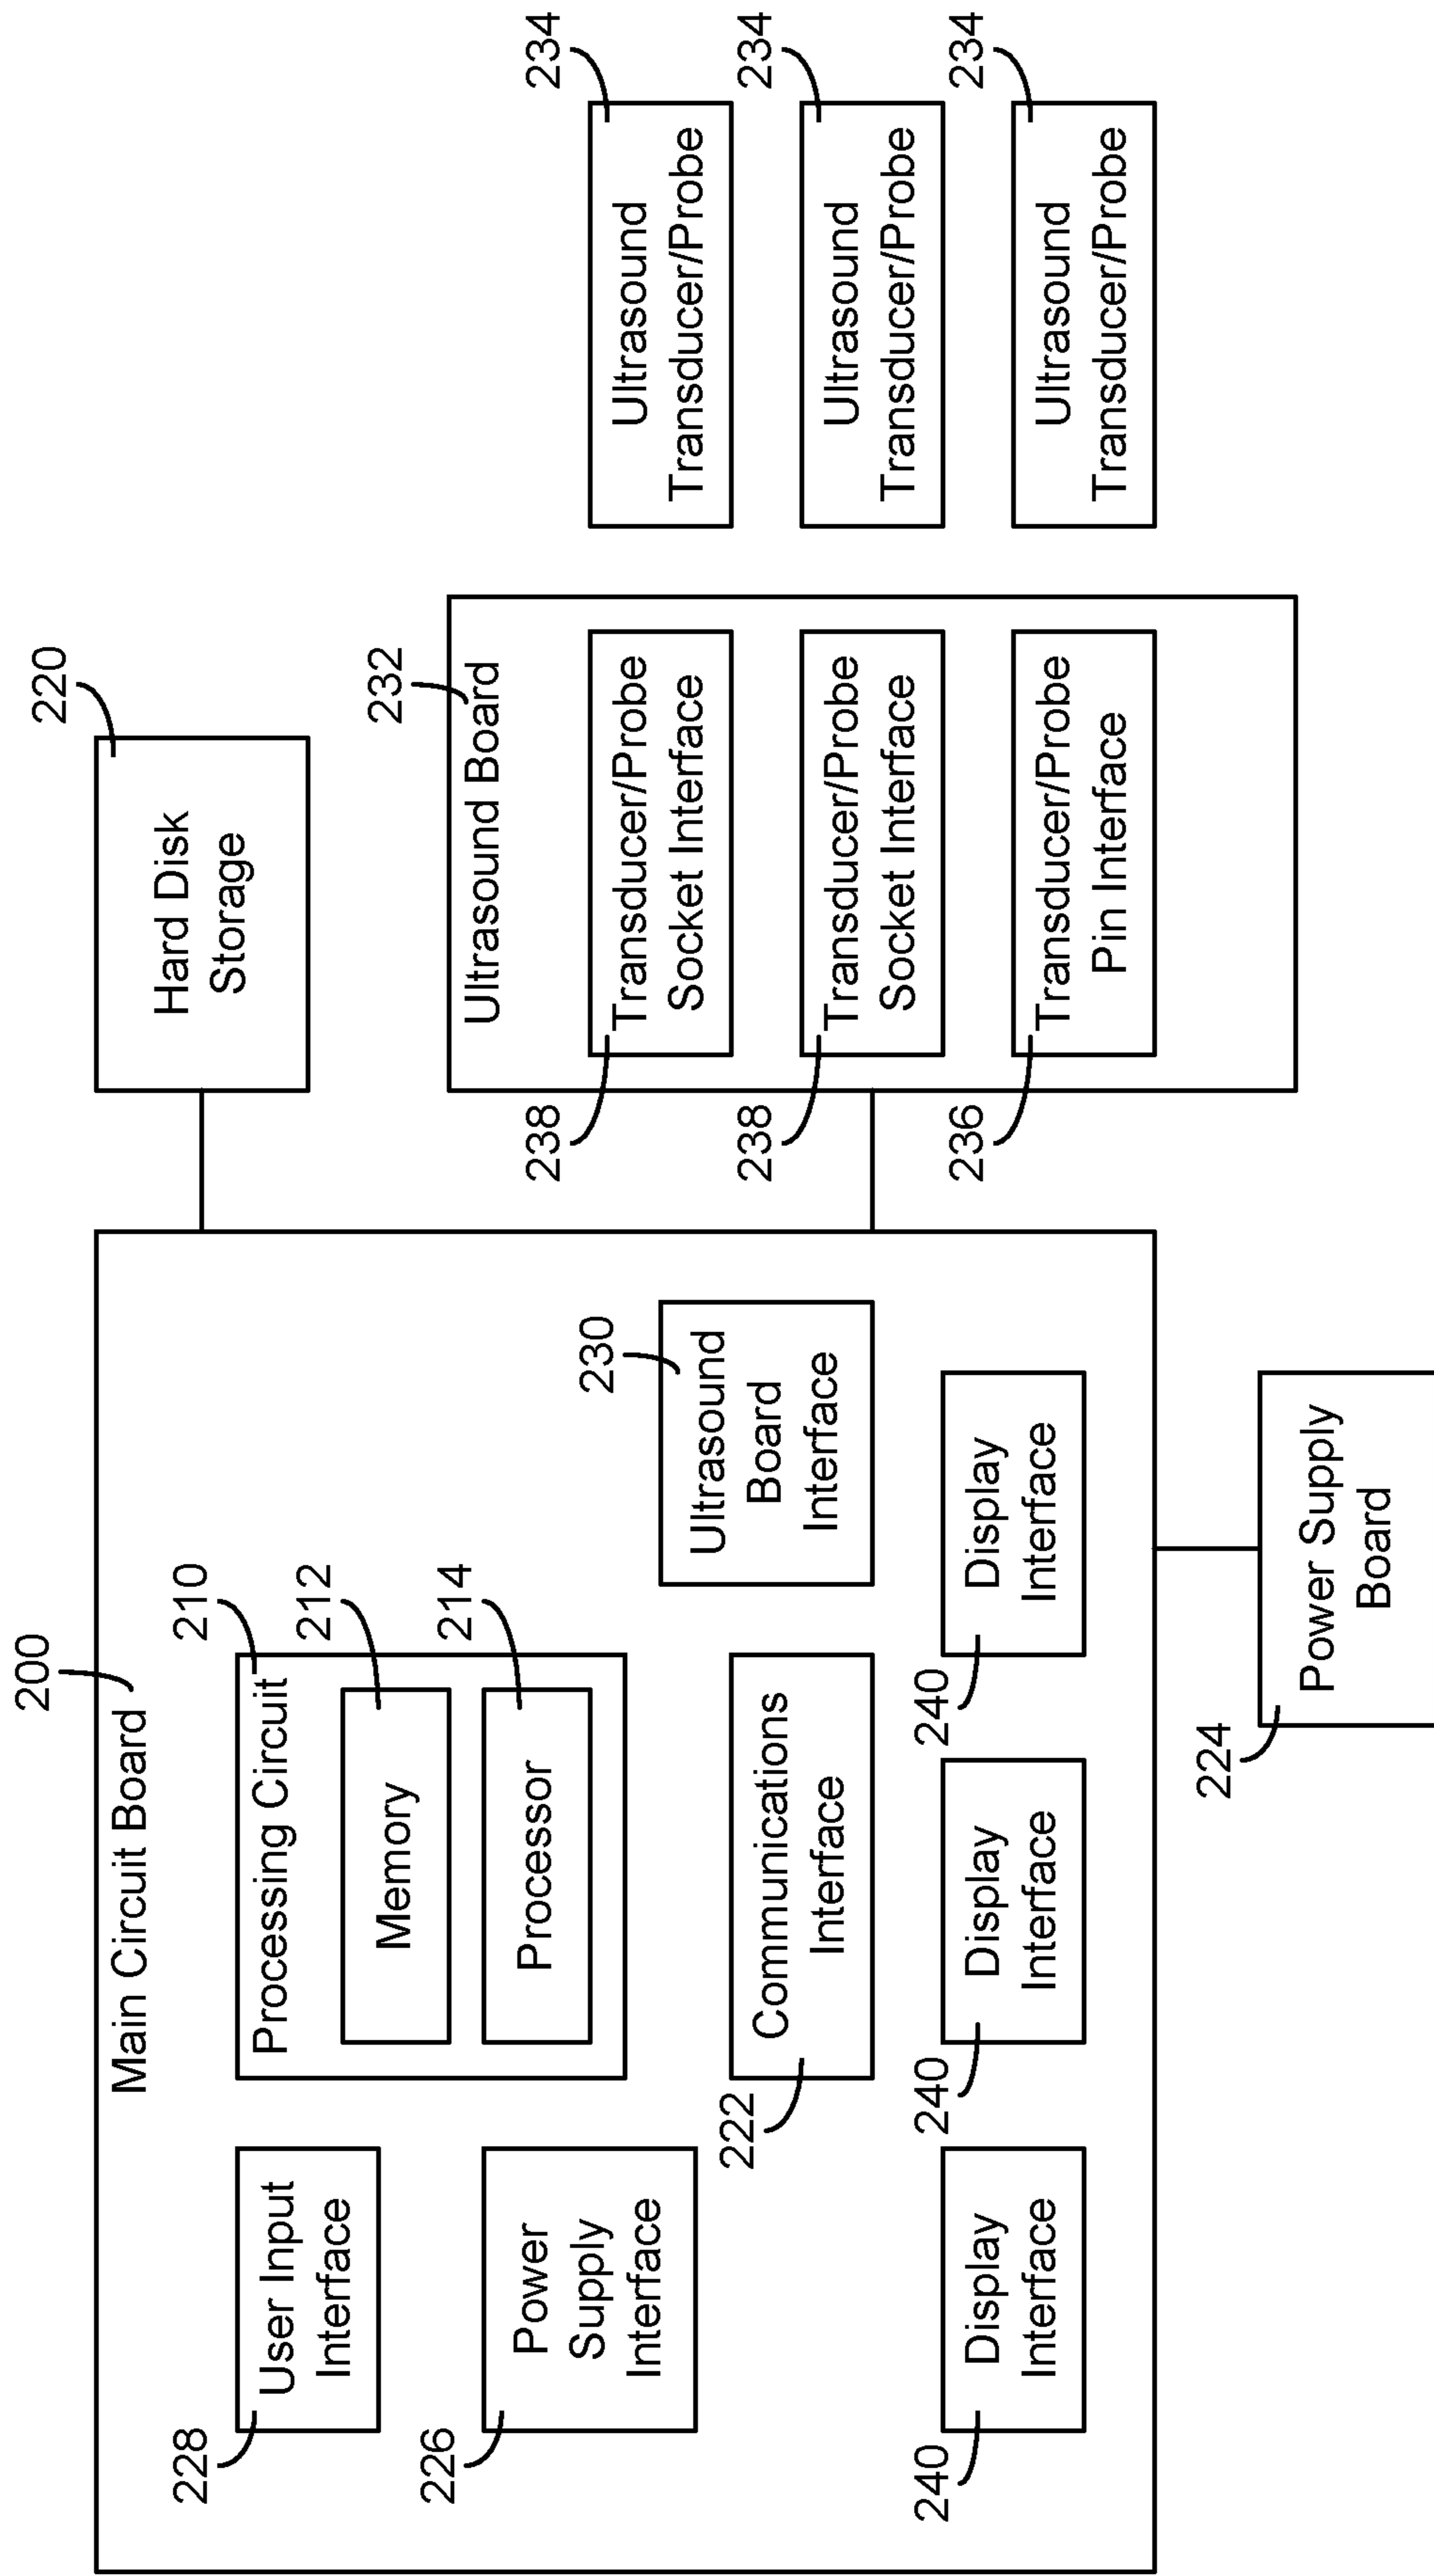 200
Main Circuit Board
228
User Input
Interface
226
Power
Supply
Interface
Processing Circuit
210
Memory
212
Processor
214
222
Communications
Interface
230
Ultrasound
Board
Interface
240
Display
Interface
240
Display
Interface
240
Display
Interface
224
Power Supply
Board
220
Hard Disk
Storage
232
Ultrasound Board
238
Transducer/Probe
Socket Interface
238
Transducer/Probe
Socket Interface
236
Transducer/Probe
Pin Interface
234
Ultrasound
Transducer/Probe
234
Ultrasound
Transducer/Probe
234
Ultrasound
Transducer/Probe